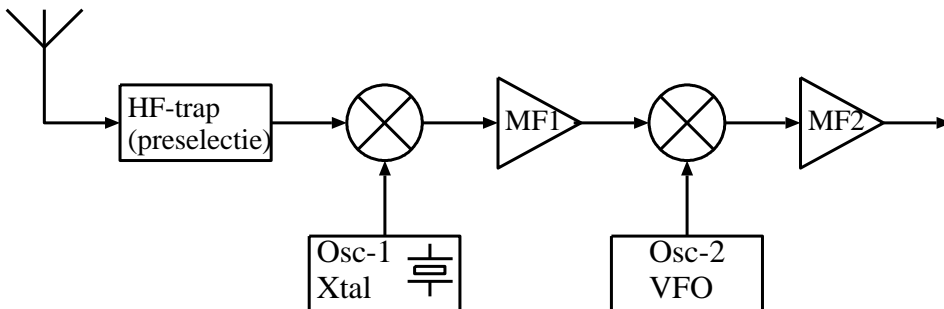 HF-trap
(preselectie)
MF1
MF2
Osc-1
Xtal
Osc-2
VFO